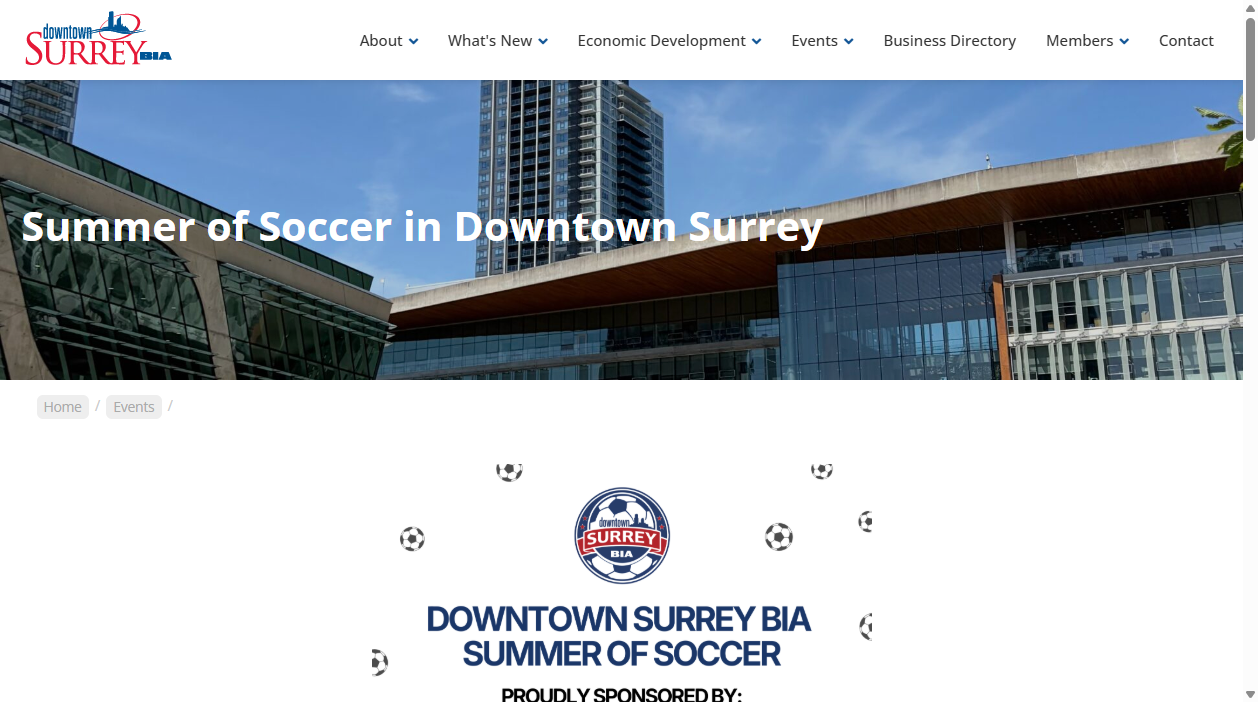 downtown
SURREY BIA
About
What's New
Economic Development
Events
Business Directory
Members
Contact
Summer of Soccer in Downtown Surrey
Home / Events /
downtown
SURREY
BIA
DOWNTOWN SURREY BIA
SUMMER OF SOCCER
PROUDLY SPONSORED BY: